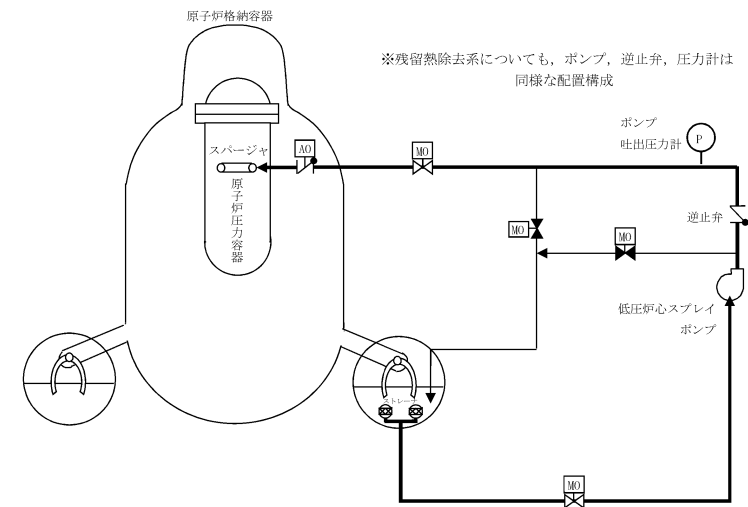 原子炉格納容器
※残留熱除去系についても，ポンプ，逆止弁，圧力計は
同様な配置構成
ポンプ
吐出圧力計
P
スパージャ
AO
MO
原子炉圧力容器
逆止弁
MO
MO
低圧炉心スプレイ
ポンプ
ストレーナ
MO